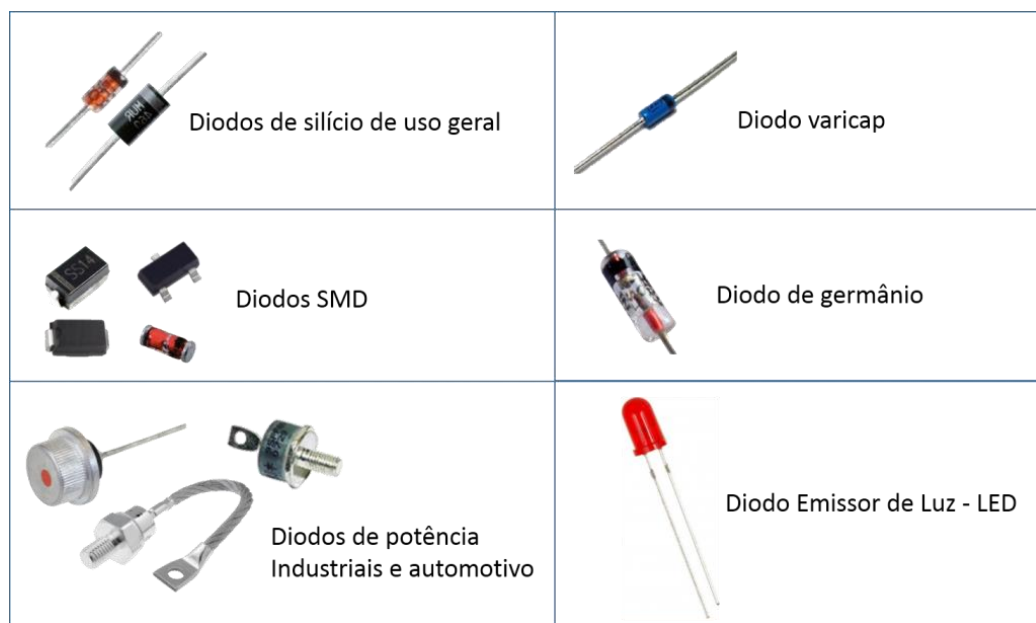 Diodos de silício de uso geral
Diodo varicap
SS14
Diodos SMD
Diodo de germânio
Diodos de potência
Industriais e automotivo
Diodo Emissor de Luz - LED